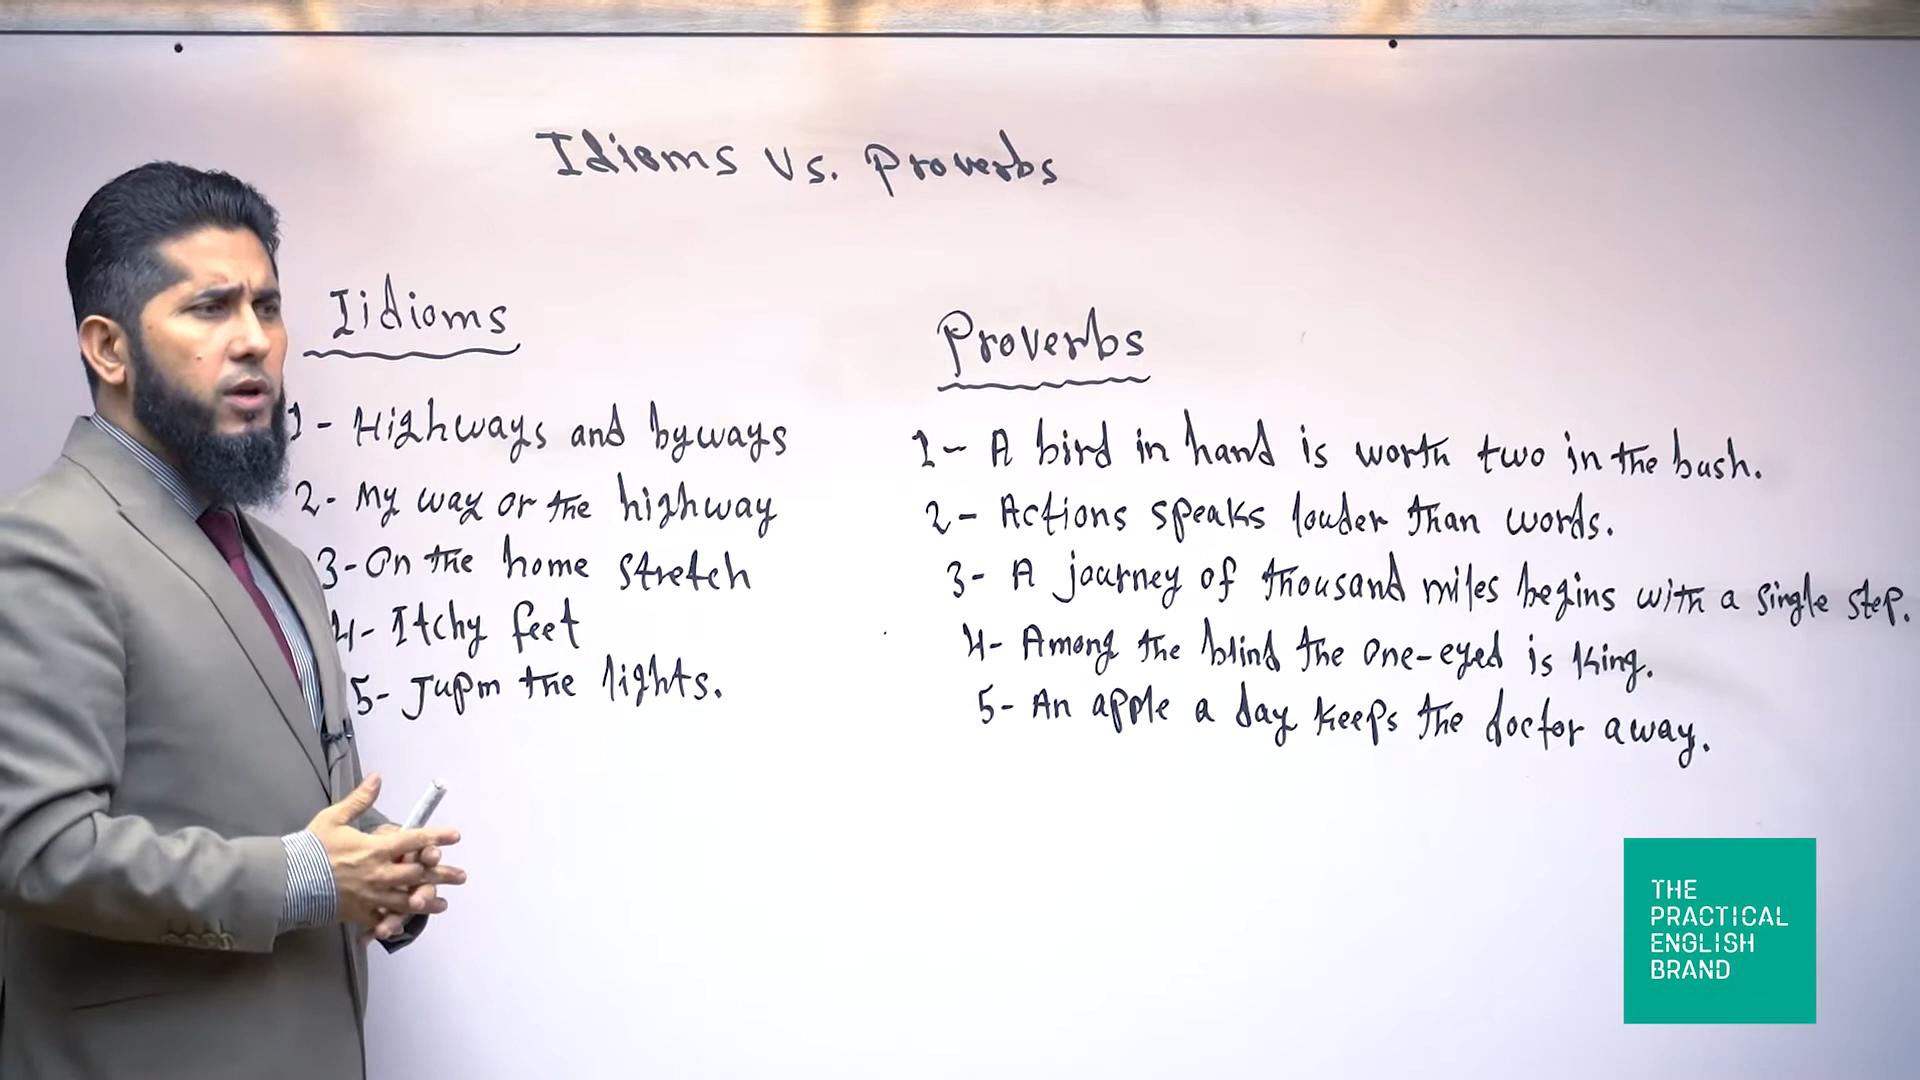 Idioms Vs. Proverbs
Iidioms
1- Highways and byways
2- My way or the highway
3- On the home stretch
4- Itchy feet
5- Jupm the lights.
Proverbs
1- A bird in hand is worth two in the bush.
2- Actions speaks louder than words.
3- A journey of thousand miles begins with a single step.
4- Among the blind the one-eyed is king.
5- An apple a day keeps the doctor away.
THE
PRACTICAL
ENGLISH
BRAND